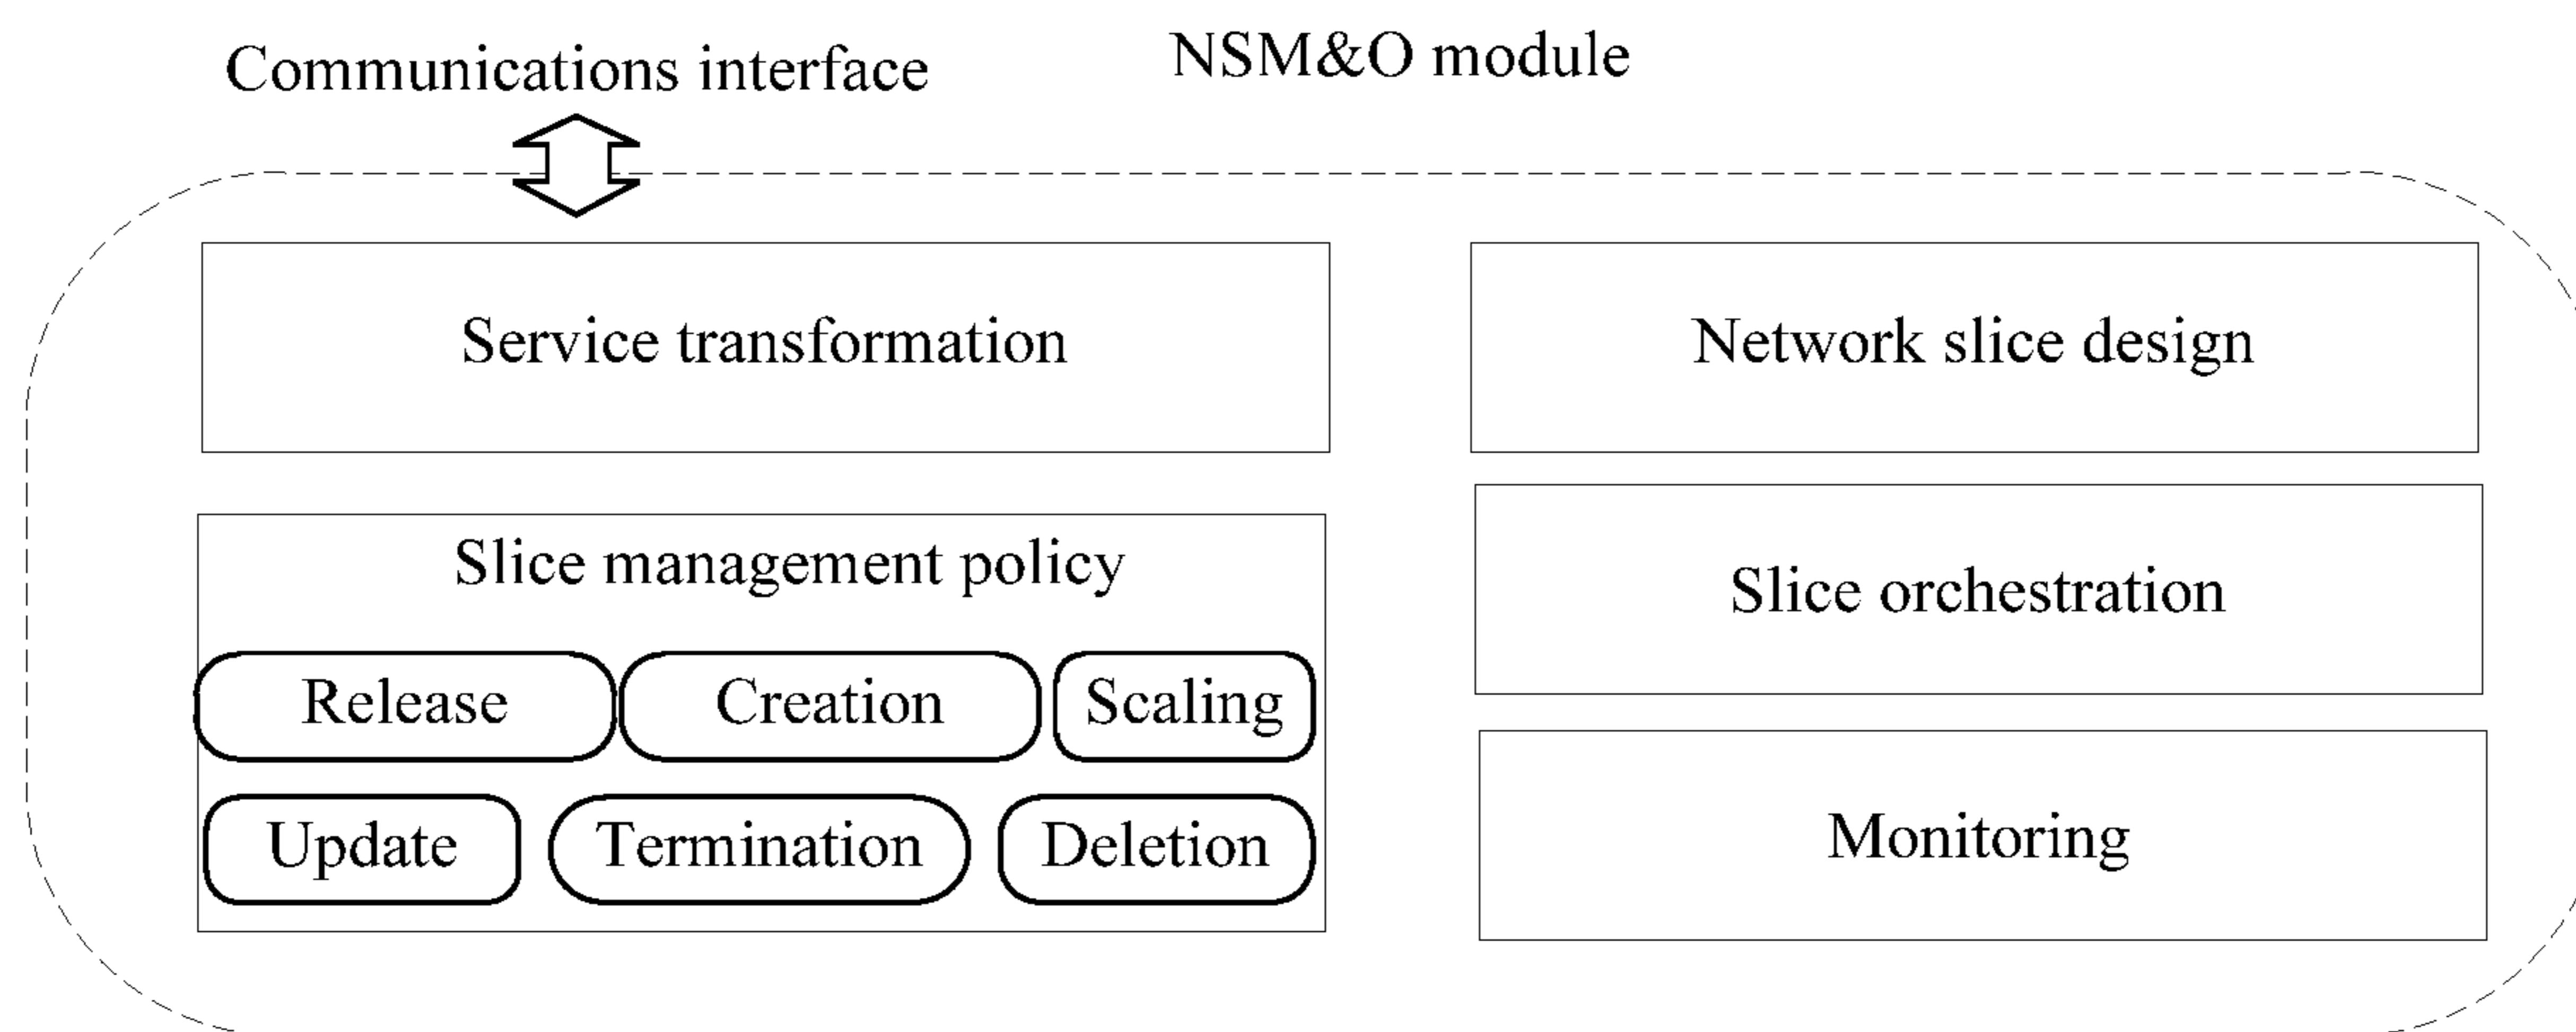 Communications interface
NSM&O module
Service transformation
Network slice design
Slice management policy
Slice orchestration
Release
Creation
Scaling
Update
Termination
Deletion
Monitoring